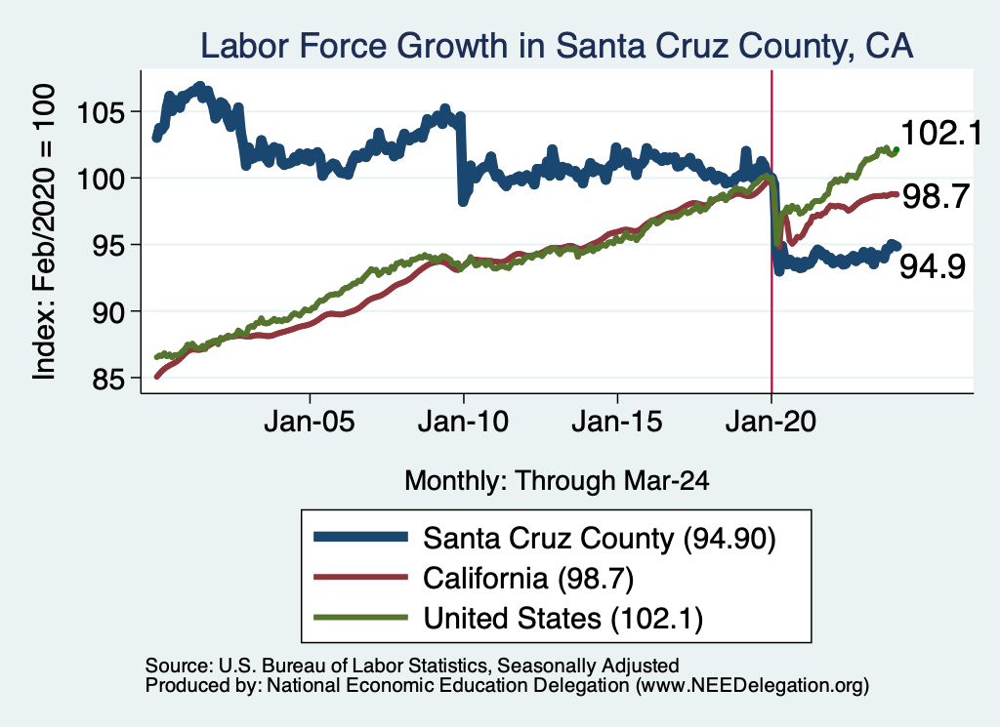 Labor Force Growth in Santa Cruz County, CA
Index: Feb/2020 = 100
105
100
95
90
85
102.1
98.7
94.9
Jan-05 Jan-10 Jan-15 Jan-20
Monthly: Through Mar-24
Santa Cruz County (94.90)
California (98.7)
United States (102.1)
Source: U.S. Bureau of Labor Statistics, Seasonally Adjusted
Produced by: National Economic Education Delegation (www.NEEDelegation.org)